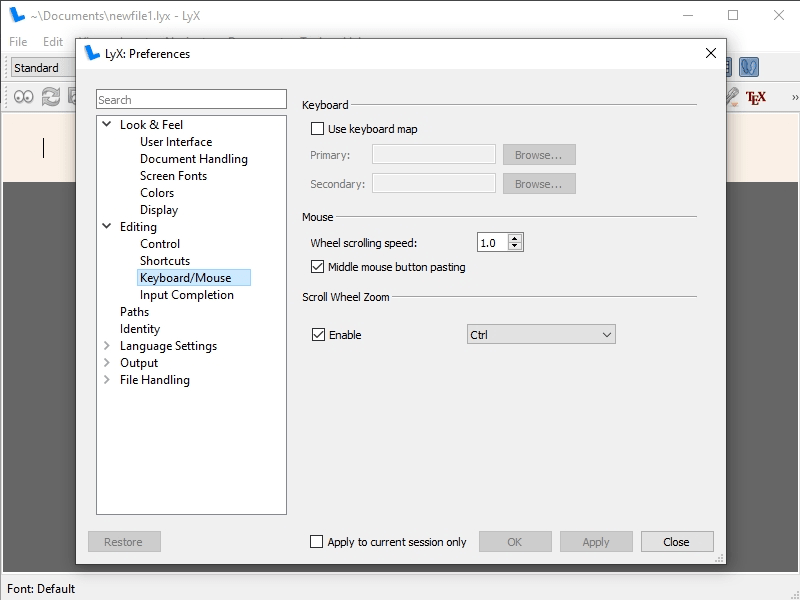 ~\Documents\newfile1.lyx - LyX
File Edit
LyX: Preferences
Standard
TEX
Search
Look & Feel
User Interface
Document Handling
Screen Fonts
Colors
Display
Editing
Control
Shortcuts
Keyboard/Mouse
Input Completion
Paths
Identity
Language Settings
Output
File Handling
Keyboard
Use keyboard map
Primary: Browse...
Secondary: Browse...
Mouse
Wheel scrolling speed: 1.0
Middle mouse button pasting
Scroll Wheel Zoom
Enable Ctrl
Restore Apply to current session only OK Apply Close
Font: Default